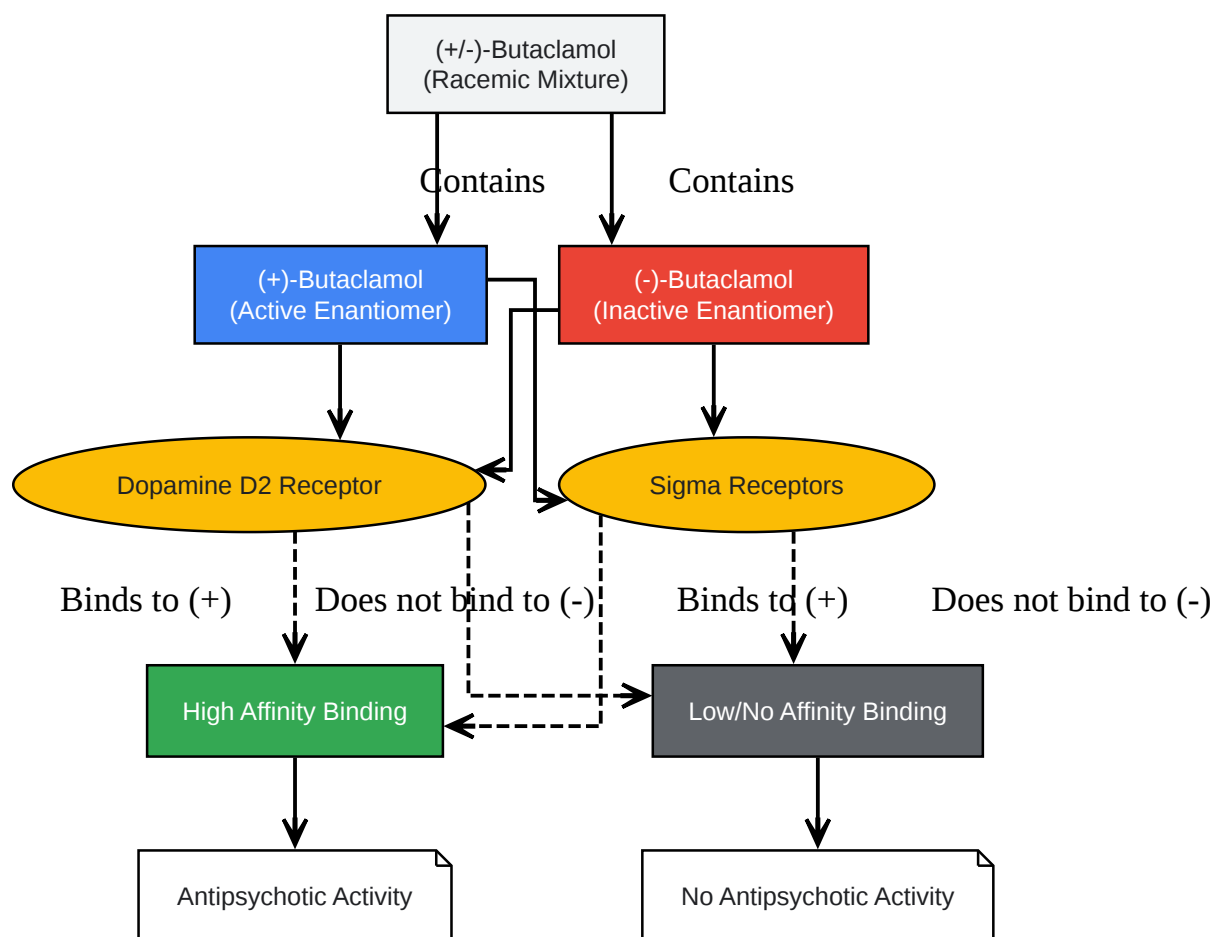 (+/-)-Butaclamol
(Racemic Mixture)
Contains
Contains
(+)-Butaclamol
(Active Enantiomer)
(-)-Butaclamol
(Inactive Enantiomer)
Dopamine D2 Receptor
Sigma Receptors
Binds to (+)
Does not bind to (-)
Binds to (+)
Does not bind to (-)
High Affinity Binding
Low/No Affinity Binding
Antipsychotic Activity
No Antipsychotic Activity